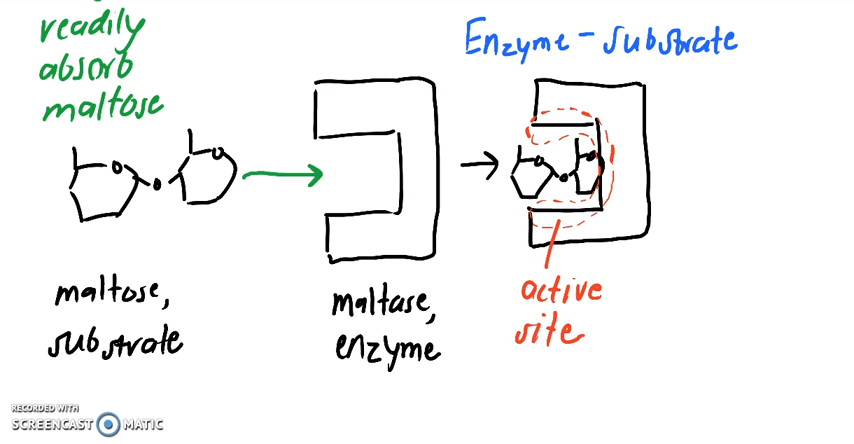 readily
absorb
maltose
Enzyme-substrate
O
O
O
O
O
O
maltose,
substrate
maltase,
enzyme
active
site
RECORDED WITH
SCREENCAST MATIC